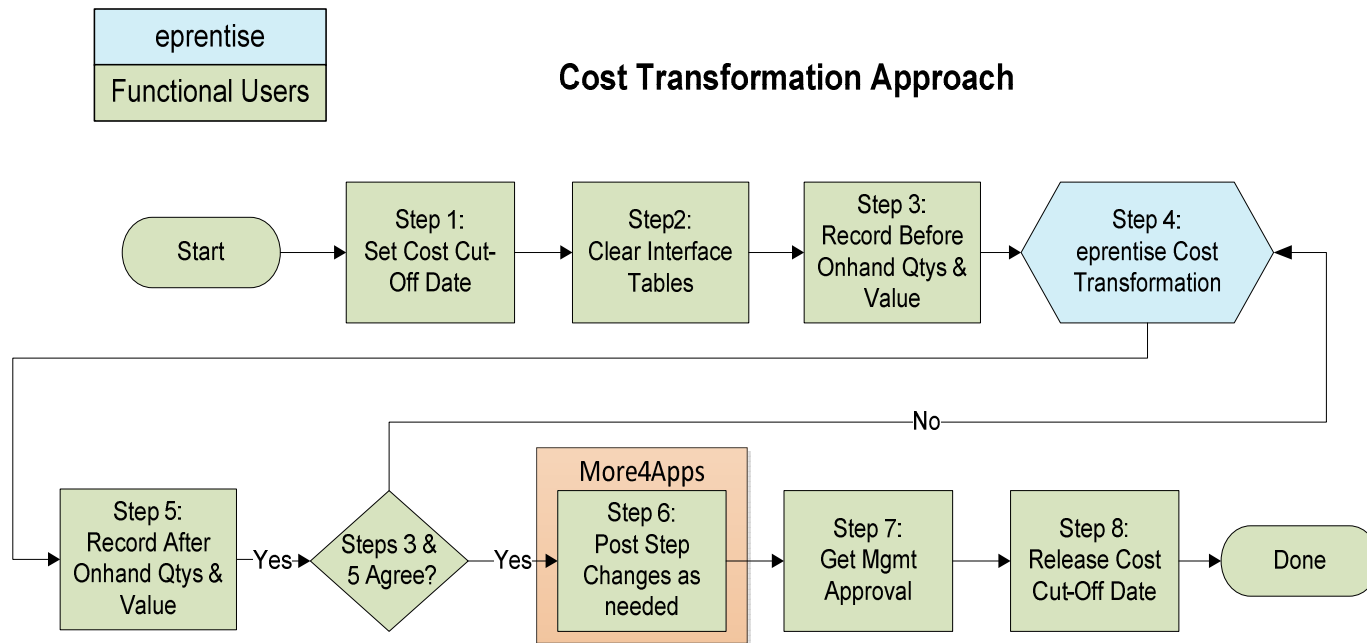 eprentise
Functional Users
Cost Transformation Approach
Start
Step 1:
Set Cost Cut-
Off Date
Step2:
Clear Interface
Tables
Step 3:
Record Before
Onhand Qtys &
Value
Step 4:
eprentise Cost
Transformation
No
Step 5:
Record After
Onhand Qtys &
Value
Yes
Steps 3 &
5 Agree?
Yes
More4Apps
Step 6:
Post Step
Changes as
needed
Step 7:
Get Mgmt
Approval
Step 8:
Release Cost
Cut-Off Date
Done